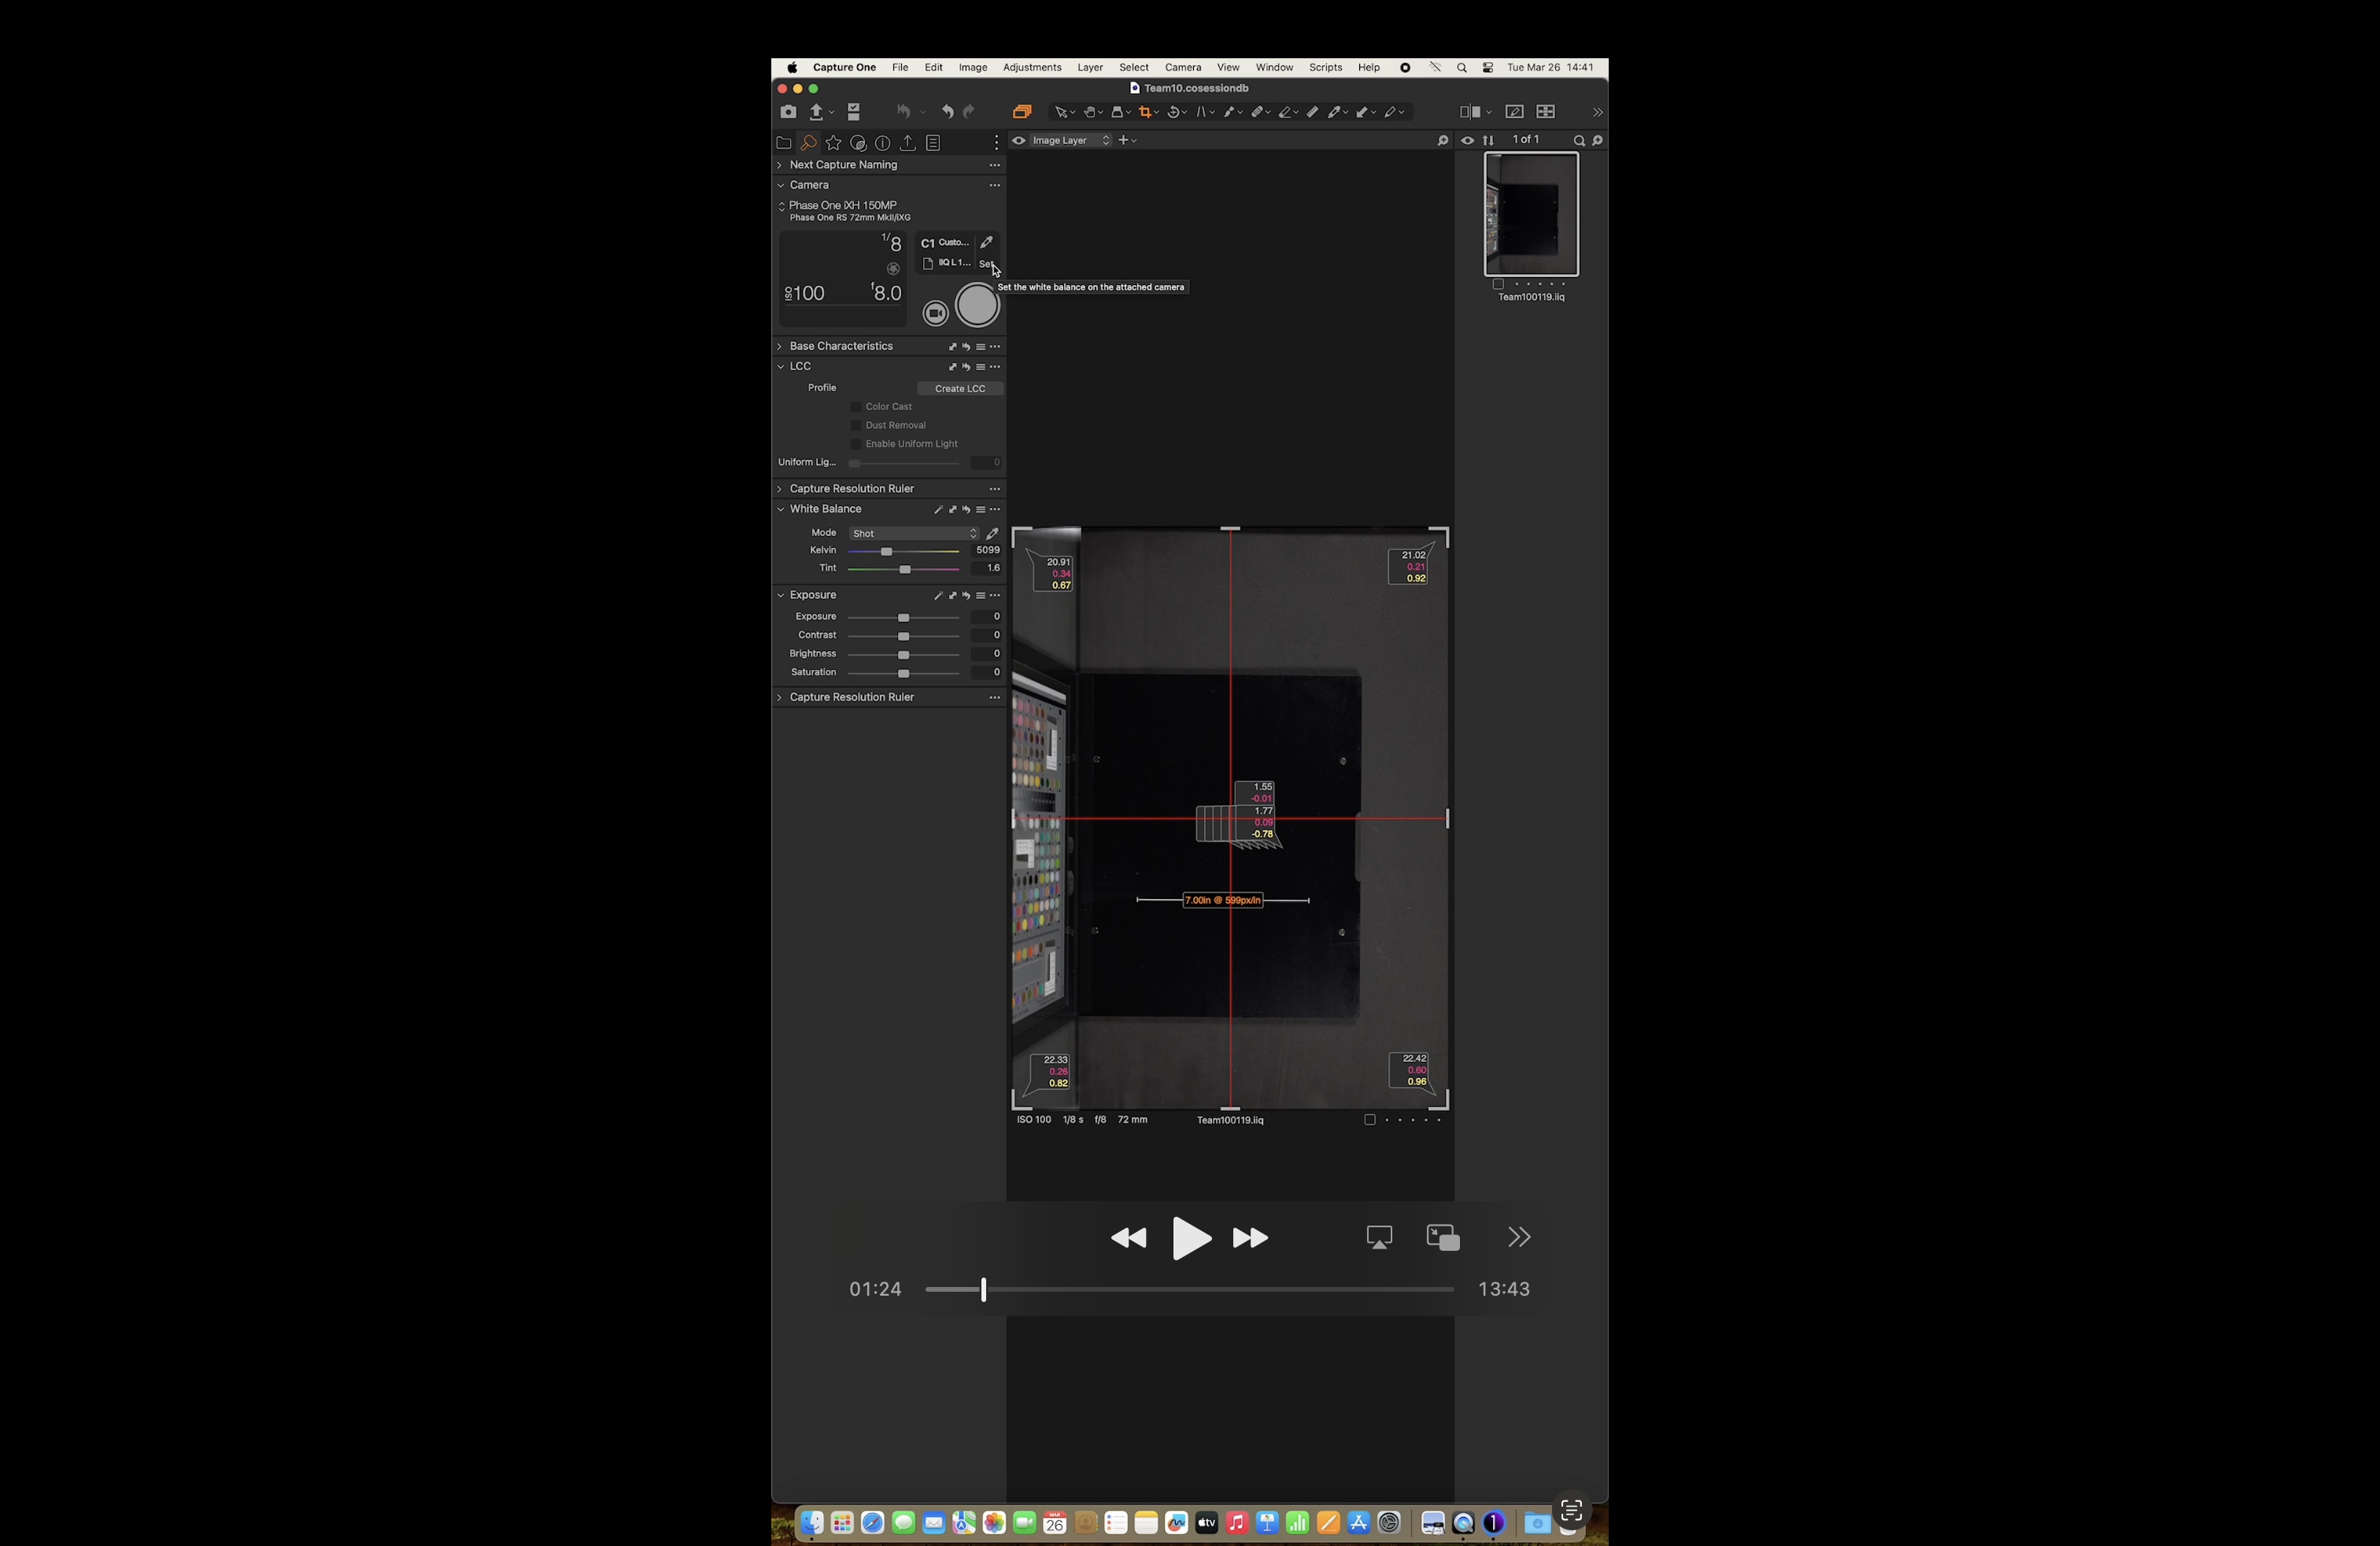 Capture One File Edit Image Adjustments Layer Select Camera View Window Scripts Help Tue Mar 26 14:41
Team10.cosessiondb
Image Layer
1 of 1
Next Capture Naming
Camera
Phase One iXH 150MP
Phase One RS 72mm MkII/iXG
1/8
C1 Custo...
IIQ L 1...
Set
ISO 100
f8.0
Set the white balance on the attached camera
Team100119.iiq
Base Characteristics
LCC
Profile
Create LCC
Color Cast
Dust Removal
Enable Uniform Light
Uniform Lig...
0
Capture Resolution Ruler
White Balance
Mode
Shot
Kelvin
5099
Tint
1.6
Exposure
Exposure
0
Contrast
0
Brightness
0
Saturation
0
Capture Resolution Ruler
20.91
0.34
0.67
21.02
0.21
0.92
1.55
-0.01
1.77
0.09
-0.78
7.00in @ 599px/in
22.33
0.26
0.82
22.42
0.60
0.96
ISO 100 1/8 s f/8 72 mm
Team100119.iiq
01:24
13:43
MAR
26
tv
1